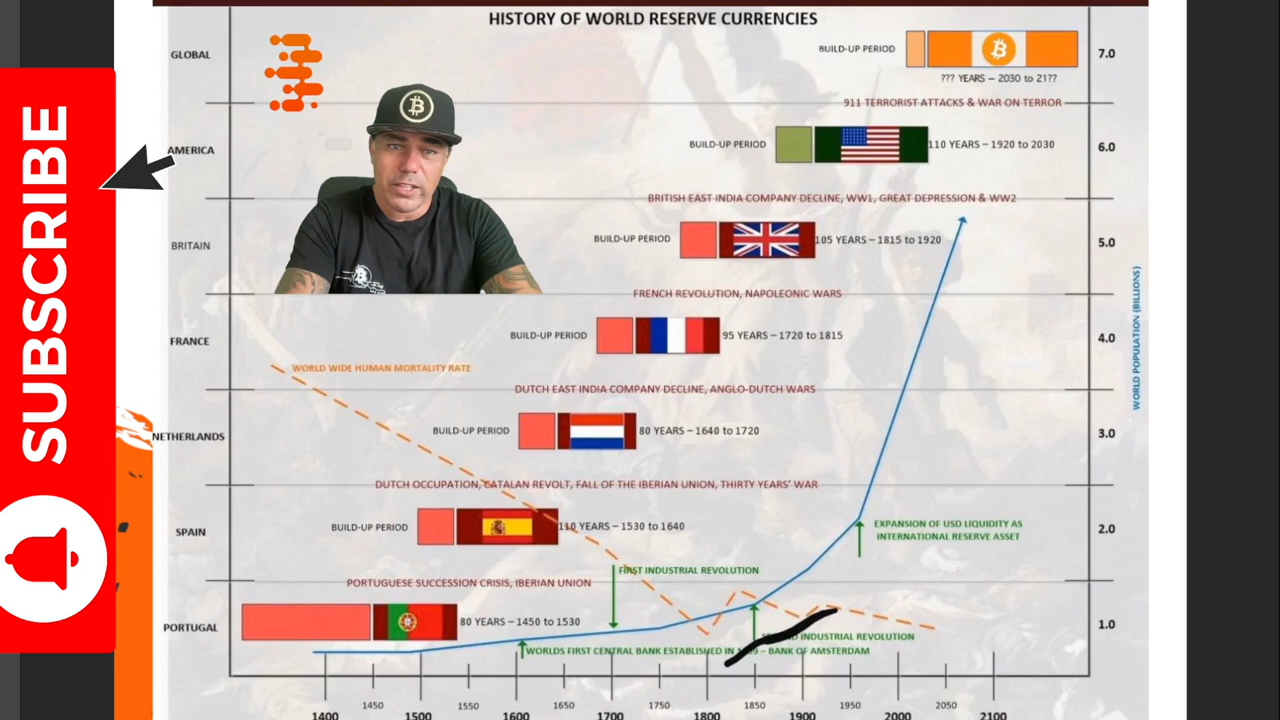 HISTORY OF WORLD RESERVE CURRENCIES
SUBSCRIBE
GLOBAL
BUILD-UP PERIOD
7.0
??? YEARS – 2030 to 21??
911 TERRORIST ATTACKS & WAR ON TERROR
AMERICA
BUILD-UP PERIOD
110 YEARS – 1920 to 2030
6.0
BRITISH EAST INDIA COMPANY DECLINE, WW1, GREAT DEPRESSION & WW2
BRITAIN
BUILD-UP PERIOD
105 YEARS – 1815 to 1920
5.0
FRENCH REVOLUTION, NAPOLEONIC WARS
FRANCE
BUILD-UP PERIOD
95 YEARS – 1720 to 1815
4.0
WORLD POPULATION (BILLIONS)
WORLD WIDE HUMAN MORTALITY RATE
DUTCH EAST INDIA COMPANY DECLINE, ANGLO-DUTCH WARS
NETHERLANDS
BUILD-UP PERIOD
80 YEARS – 1640 to 1720
3.0
DUTCH OCCUPATION, CATALAN REVOLT, FALL OF THE IBERIAN UNION, THIRTY YEARS' WAR
SPAIN
BUILD-UP PERIOD
110 YEARS – 1530 to 1640
2.0
EXPANSION OF USD LIQUIDITY AS
INTERNATIONAL RESERVE ASSET
FIRST INDUSTRIAL REVOLUTION
PORTUGUESE SUCCESSION CRISIS, IBERIAN UNION
PORTUGAL
80 YEARS – 1450 to 1530
1.0
INDUSTRIAL REVOLUTION
WORLDS FIRST CENTRAL BANK ESTABLISHED IN – BANK OF AMSTERDAM
1400 1450 1500 1550 1600 1650 1700 1750 1800 1850 1900 1950 2000 2050 2100